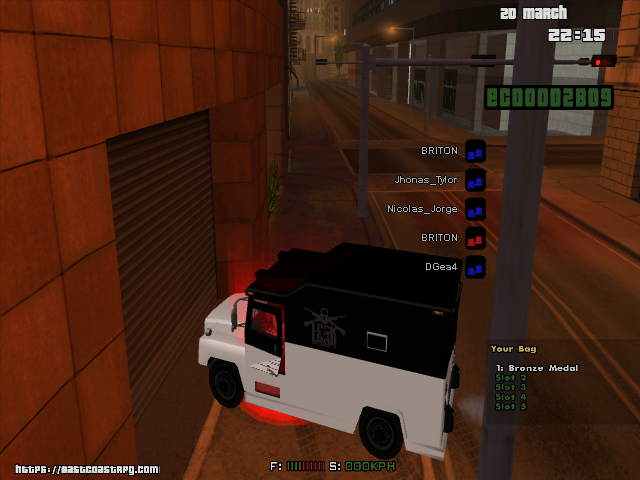 20 March
22:15
eC00002809
BRITON
Jhonas_Tylor
Nicolas_Jorge
BRITON
DGea4
Your Bag
1: Bronze Medal
Slot 2
Slot 3
Slot 4
Slot 5
F: S: 000KPH
https://eastcoastrpg.com